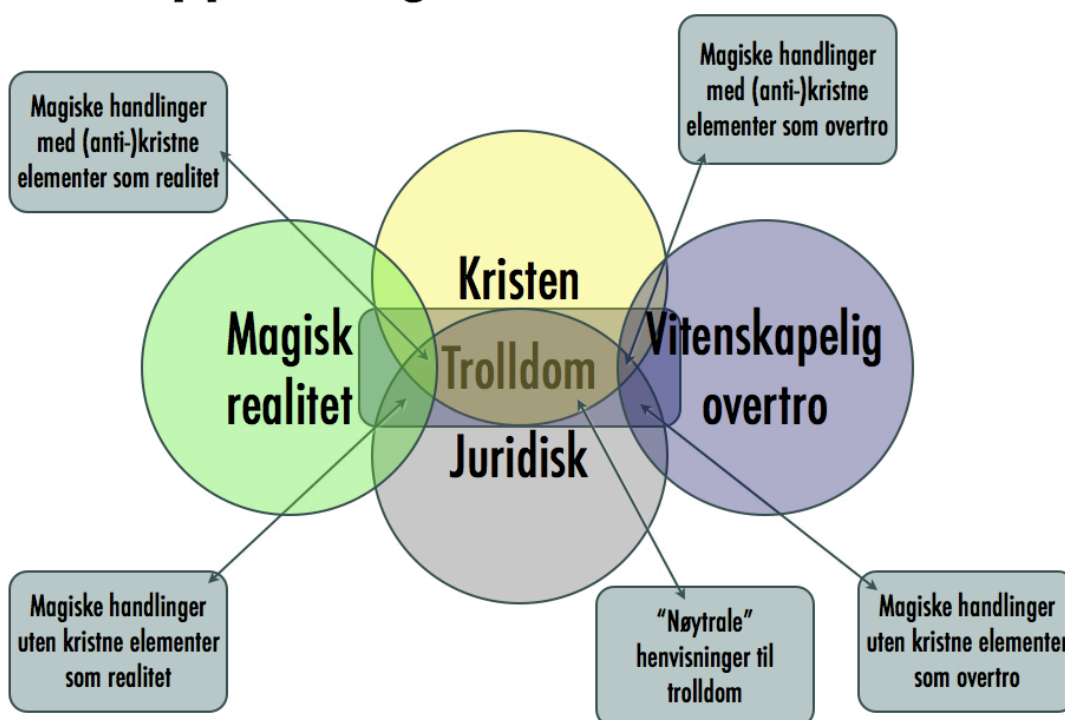 Magiske handlinger
med (anti-)kristne
elementer som overtro
Magiske handlinger
med (anti-)kristne
elementer som realitet
Kristen
Magisk
realitet
Trolldom
Vitenskapelig
overtro
Juridisk
Magiske handlinger
uten kristne elementer
som realitet
“Nøytrale”
henvisninger til
trolldom
Magiske handlinger
uten kristne elementer
som overtro